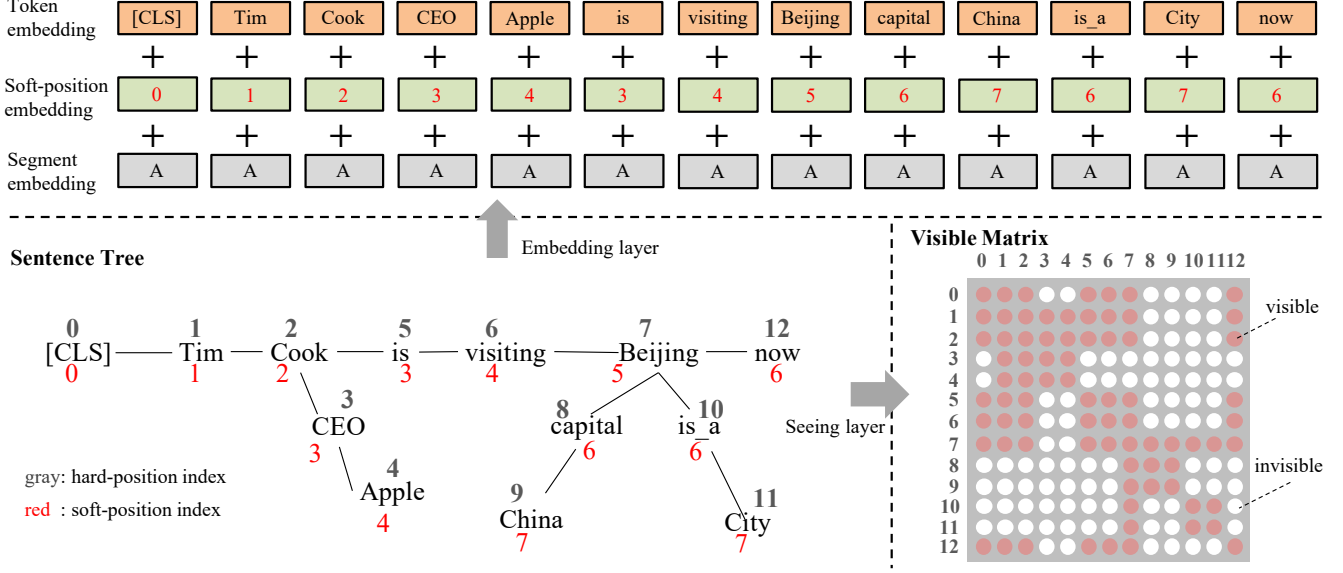 Token [CLS] Tim Cook CEO Apple is visiting Beijing capital China is_a City now
embedding
+ + + + + + + + + + + + +
Soft-position 0 1 2 3 4 3 4 5 6 7 6 7 6
embedding
+ + + + + + + + + + + + +
Segment A A A A A A A A A A A A A
embedding
Embedding layer
Sentence Tree
0 1 2 5 6 7 12
[CLS] Tim Cook is visiting Beijing now
0 1 2 3 4 5 6
3 8 10
CEO capital is_a
3 6 6
4 9 11
Apple China City
4 7 7
gray: hard-position index
red : soft-position index
Seeing layer
Visible Matrix
0 1 2 3 4 5 6 7 8 9 10 11 12
0
1
2
3
4
5
6
7
8
9
10
11
12
visible
invisible